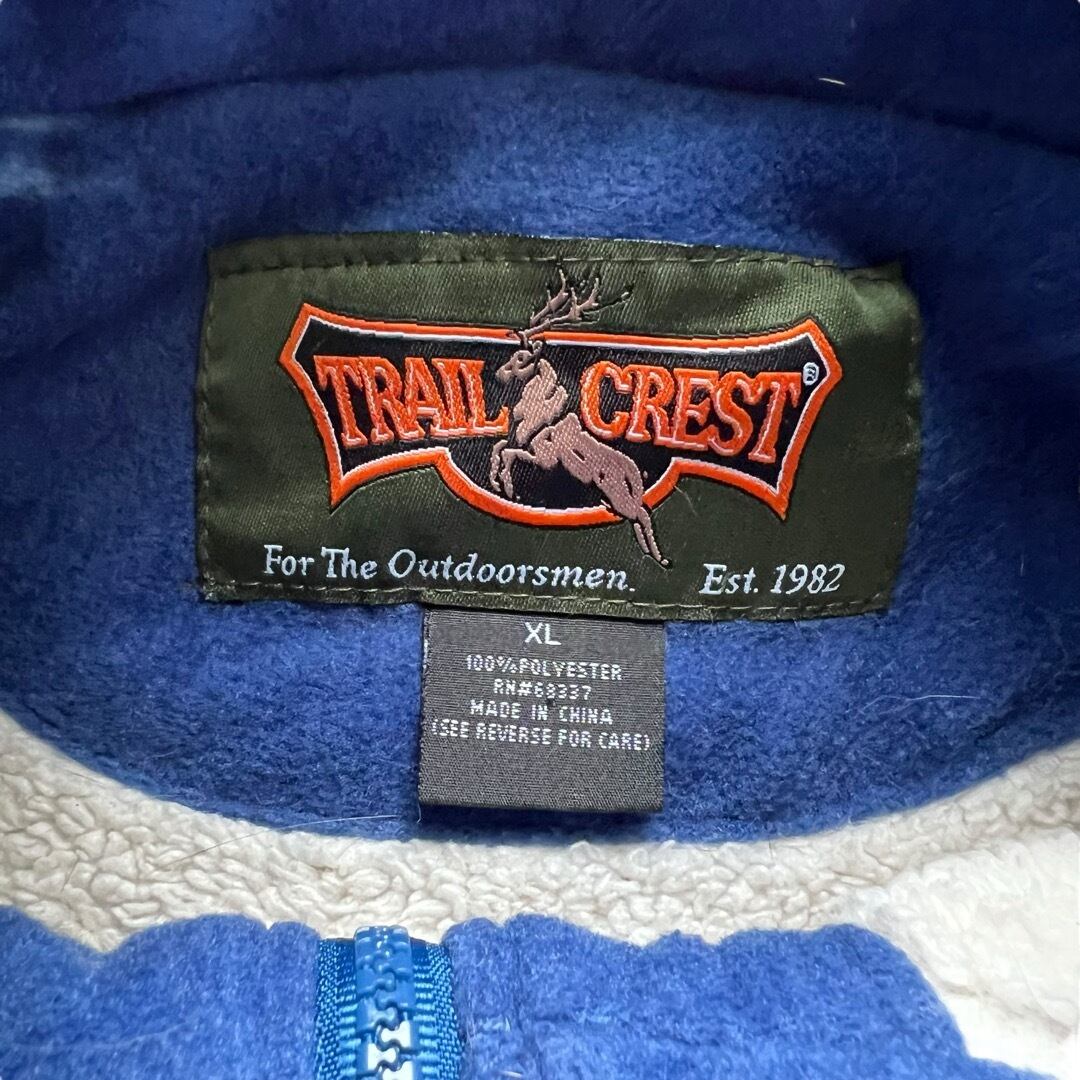 TRAIL CREST®
For The Outdoorsmen. Est. 1982
XL
100%POLYESTER
RN#68337
MADE IN CHINA
(SEE REVERSE FOR CARE)